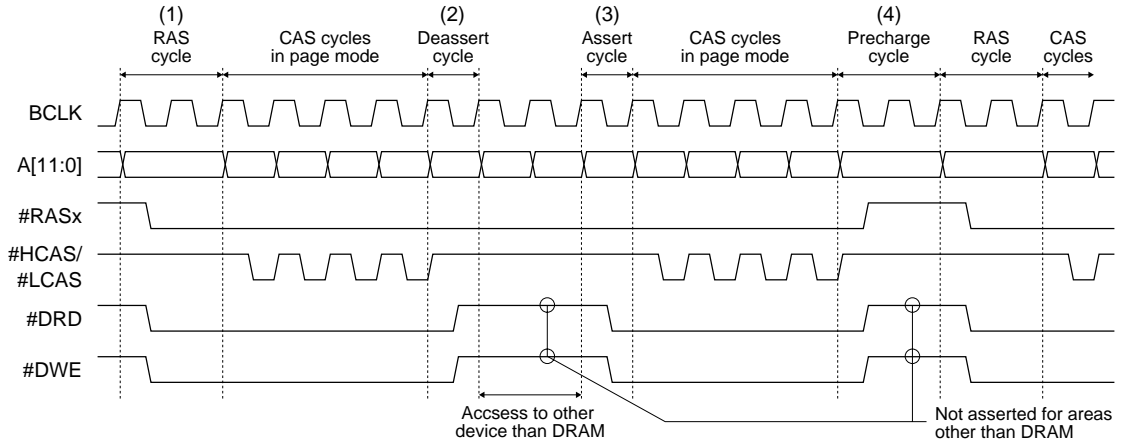 (1) (2) (3) (4)
RAS CAS cycles Deassert Assert CAS cycles Precharge RAS CAS
cycle in page mode cycle cycle in page mode cycle cycle cycles
BCLK
A[11:0]
#RASx
#HCAS/
#LCAS
#DRD
#DWE
Accsess to other
device than DRAM
Not asserted for areas
other than DRAM